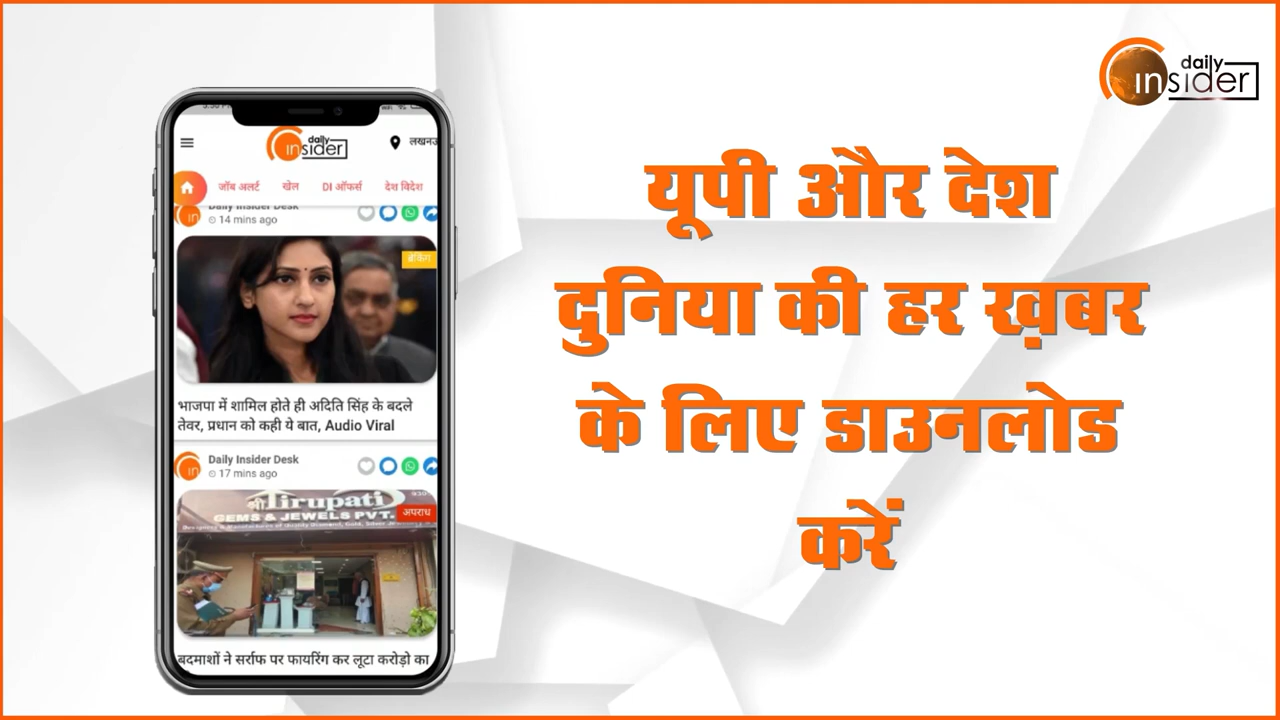 daily
insider
यूपी और देश
दुनिया की हर ख़बर
के लिए डाउनलोड
करें
daily
insider
लखनऊ
जॉब अलर्ट खेल DI ऑफर्स देश विदेश
Daily Insider Desk
14 mins ago
ब्रेकिंग
भाजपा में शामिल होते ही अदिति सिंह के बदले
तेवर, प्रधान को कही ये बात, Audio Viral
Daily Insider Desk
17 mins ago
श्री Tirupati
GEMS & JEWELS PVT.
अपराध
बदमाशों ने सर्राफ पर फायरिंग कर लूटा करोड़ो का